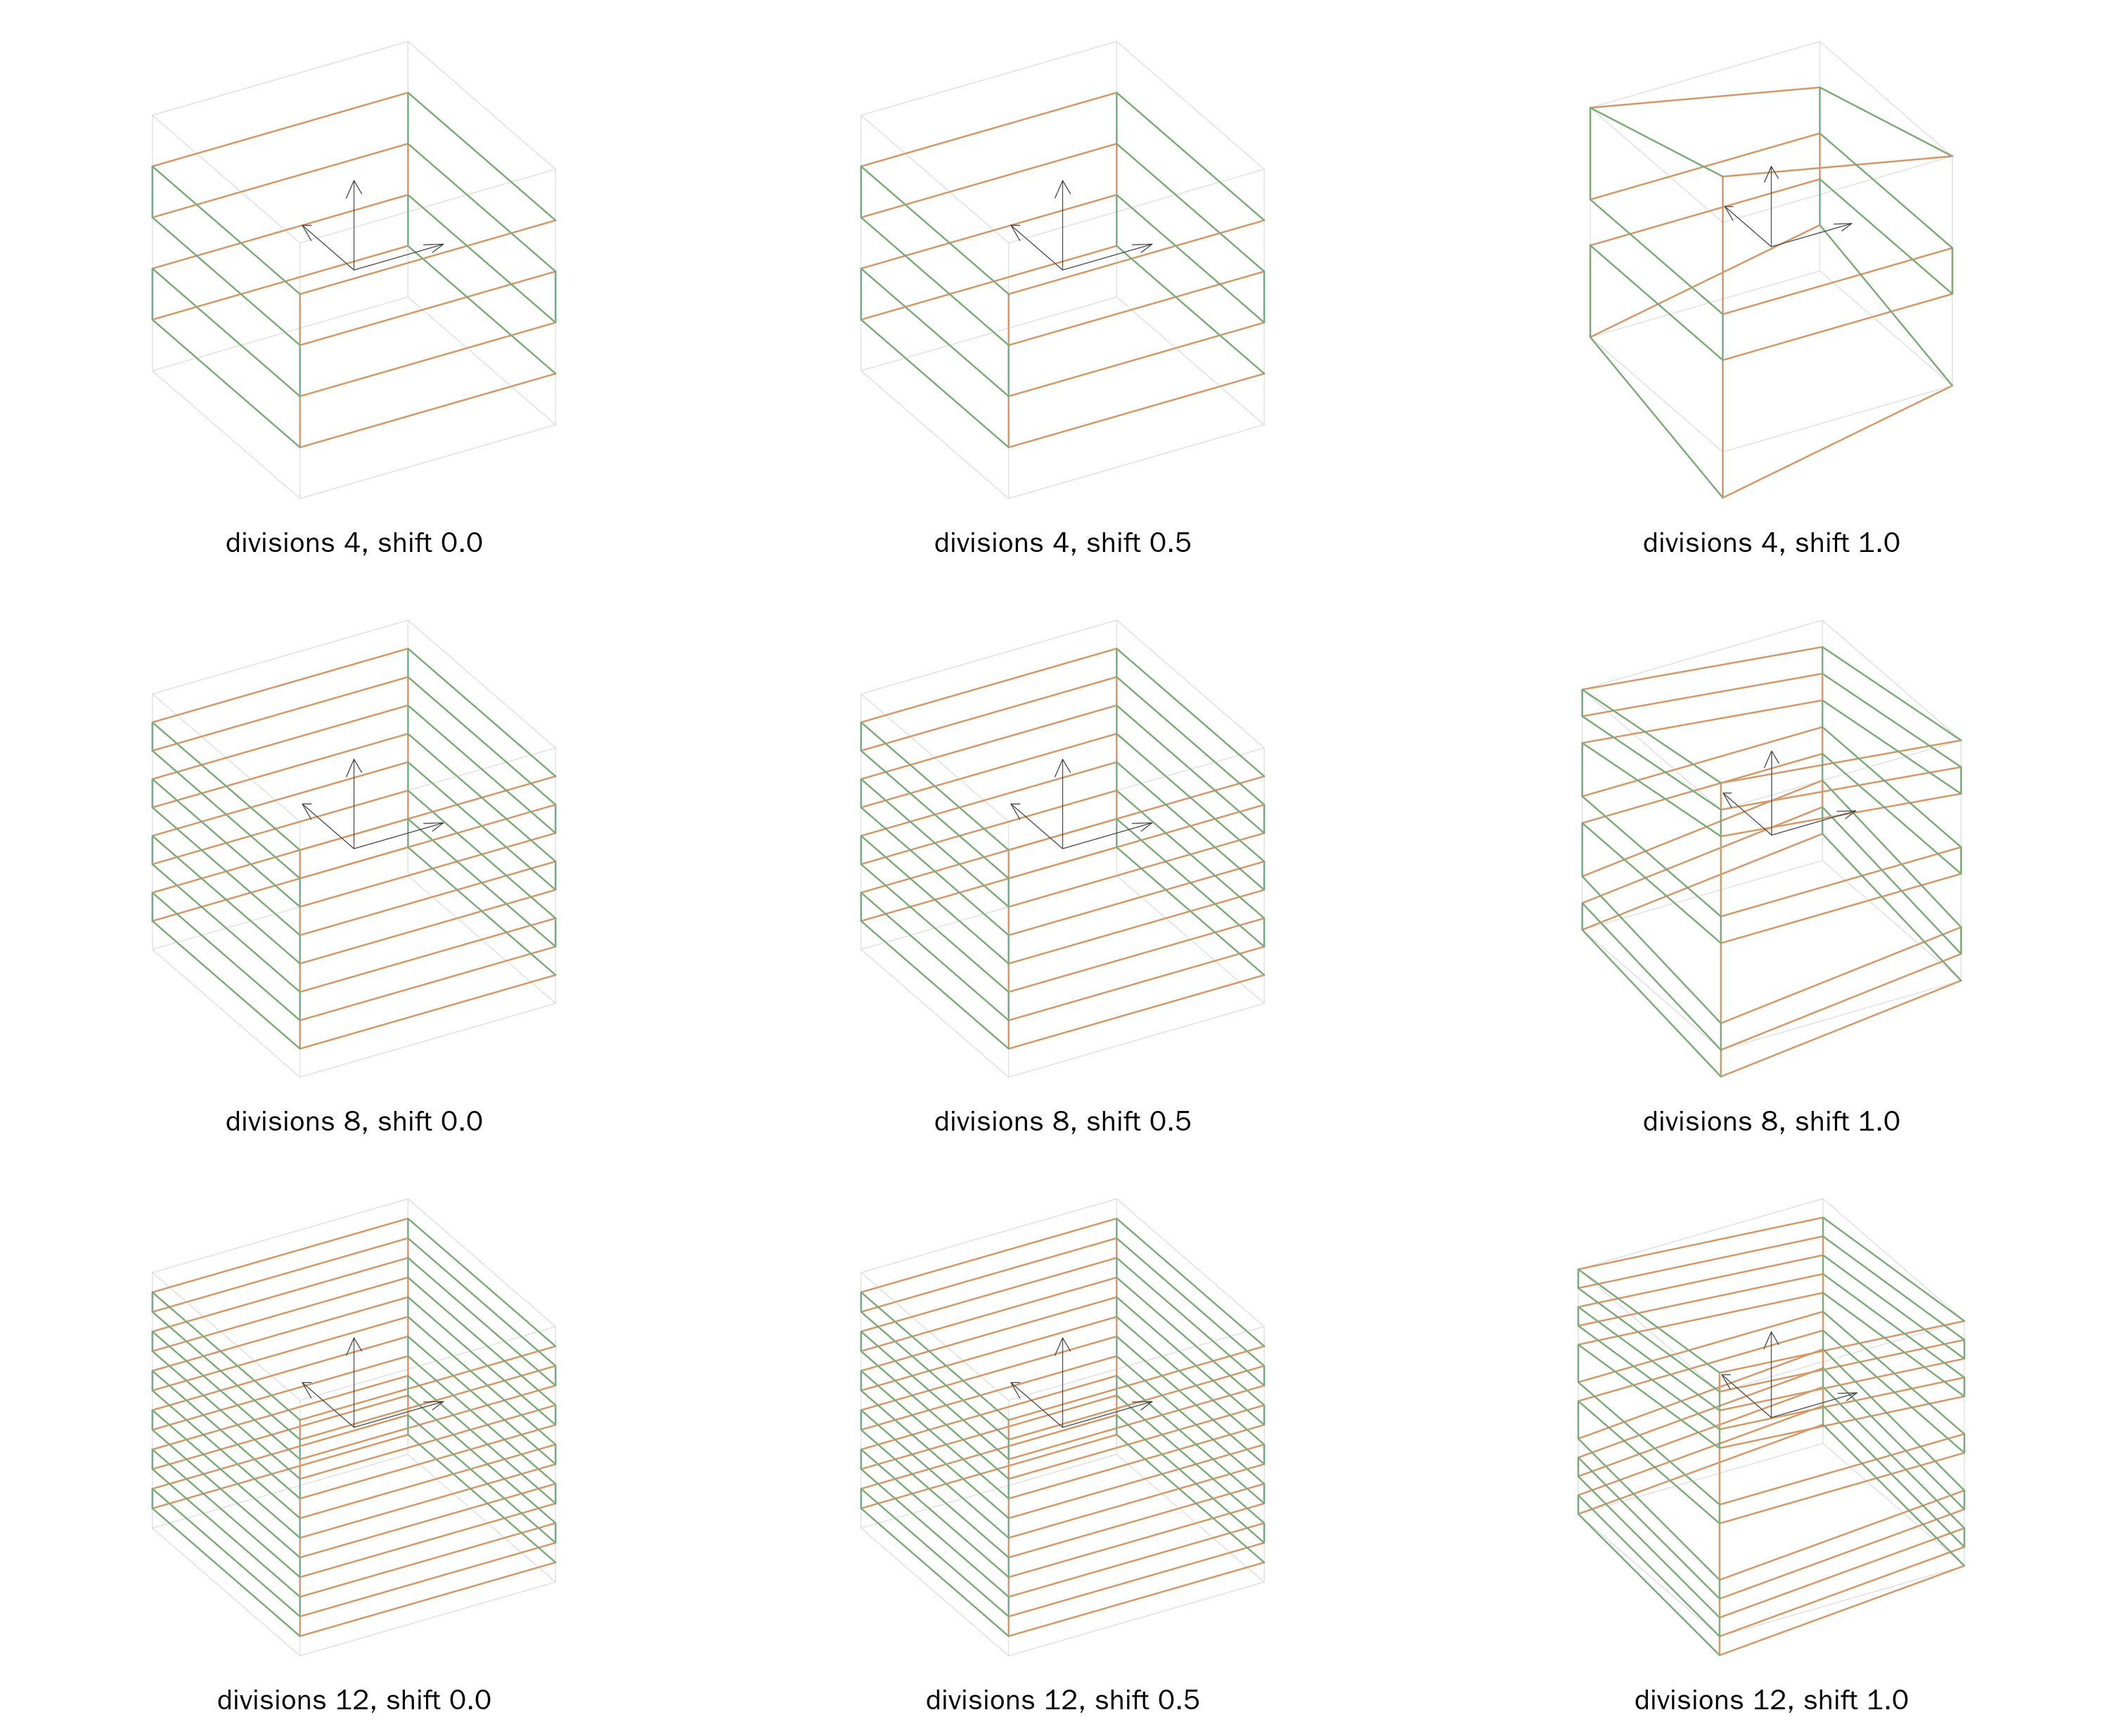 divisions 4, shift 0.0
divisions 4, shift 0.5
divisions 4, shift 1.0
divisions 8, shift 0.0
divisions 8, shift 0.5
divisions 8, shift 1.0
divisions 12, shift 0.0
divisions 12, shift 0.5
divisions 12, shift 1.0